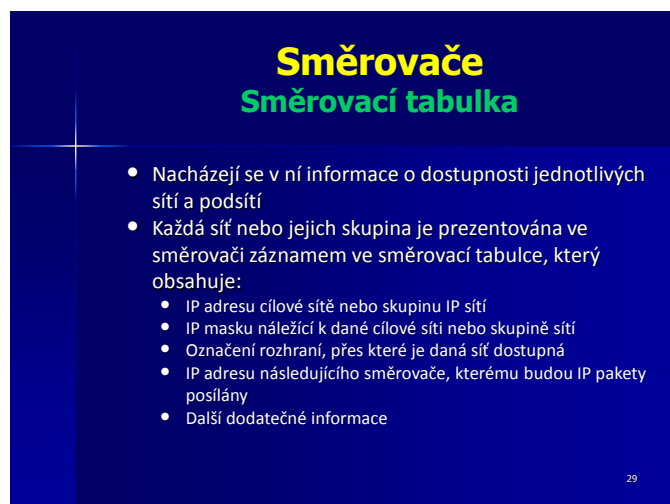 Směrovače
Směrovací tabulka
• Nacházejí se v ní informace o dostupnosti jednotlivých
sítí a podsítí
• Každá síť nebo jejich skupina je prezentována ve
směrovači záznamem ve směrovací tabulce, který
obsahuje:
• IP adresu cílové sítě nebo skupinu IP sítí
• IP masku náležící k dané cílové síti nebo skupině sítí
• Označení rozhraní, přes které je daná síť dostupná
• IP adresu následujícího směrovače, kterému budou IP pakety
posílány
• Další dodatečné informace
29